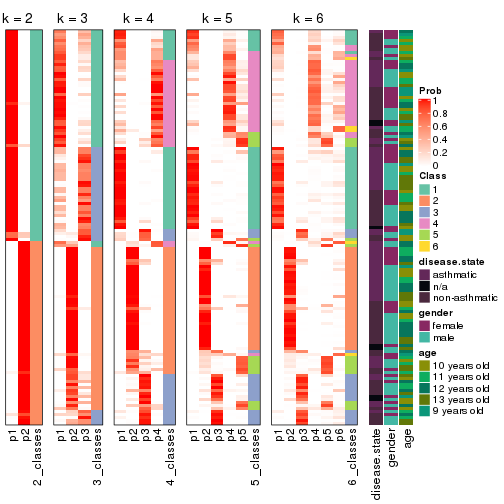 k = 2
k = 3
k = 4
k = 5
k = 6
p1
p2
2_classes
p1
p2
p3
3_classes
p1
p2
p3
p4
4_classes
p1
p2
p3
p4
p5
5_classes
p1
p2
p3
p4
p5
p6
6_classes
disease.state
gender
age
Prob
1
0.8
0.6
0.4
0.2
0
Class
1
2
3
4
5
6
disease.state
asthmatic
n/a
non-asthmatic
gender
female
male
age
10 years old
11 years old
12 years old
13 years old
9 years old